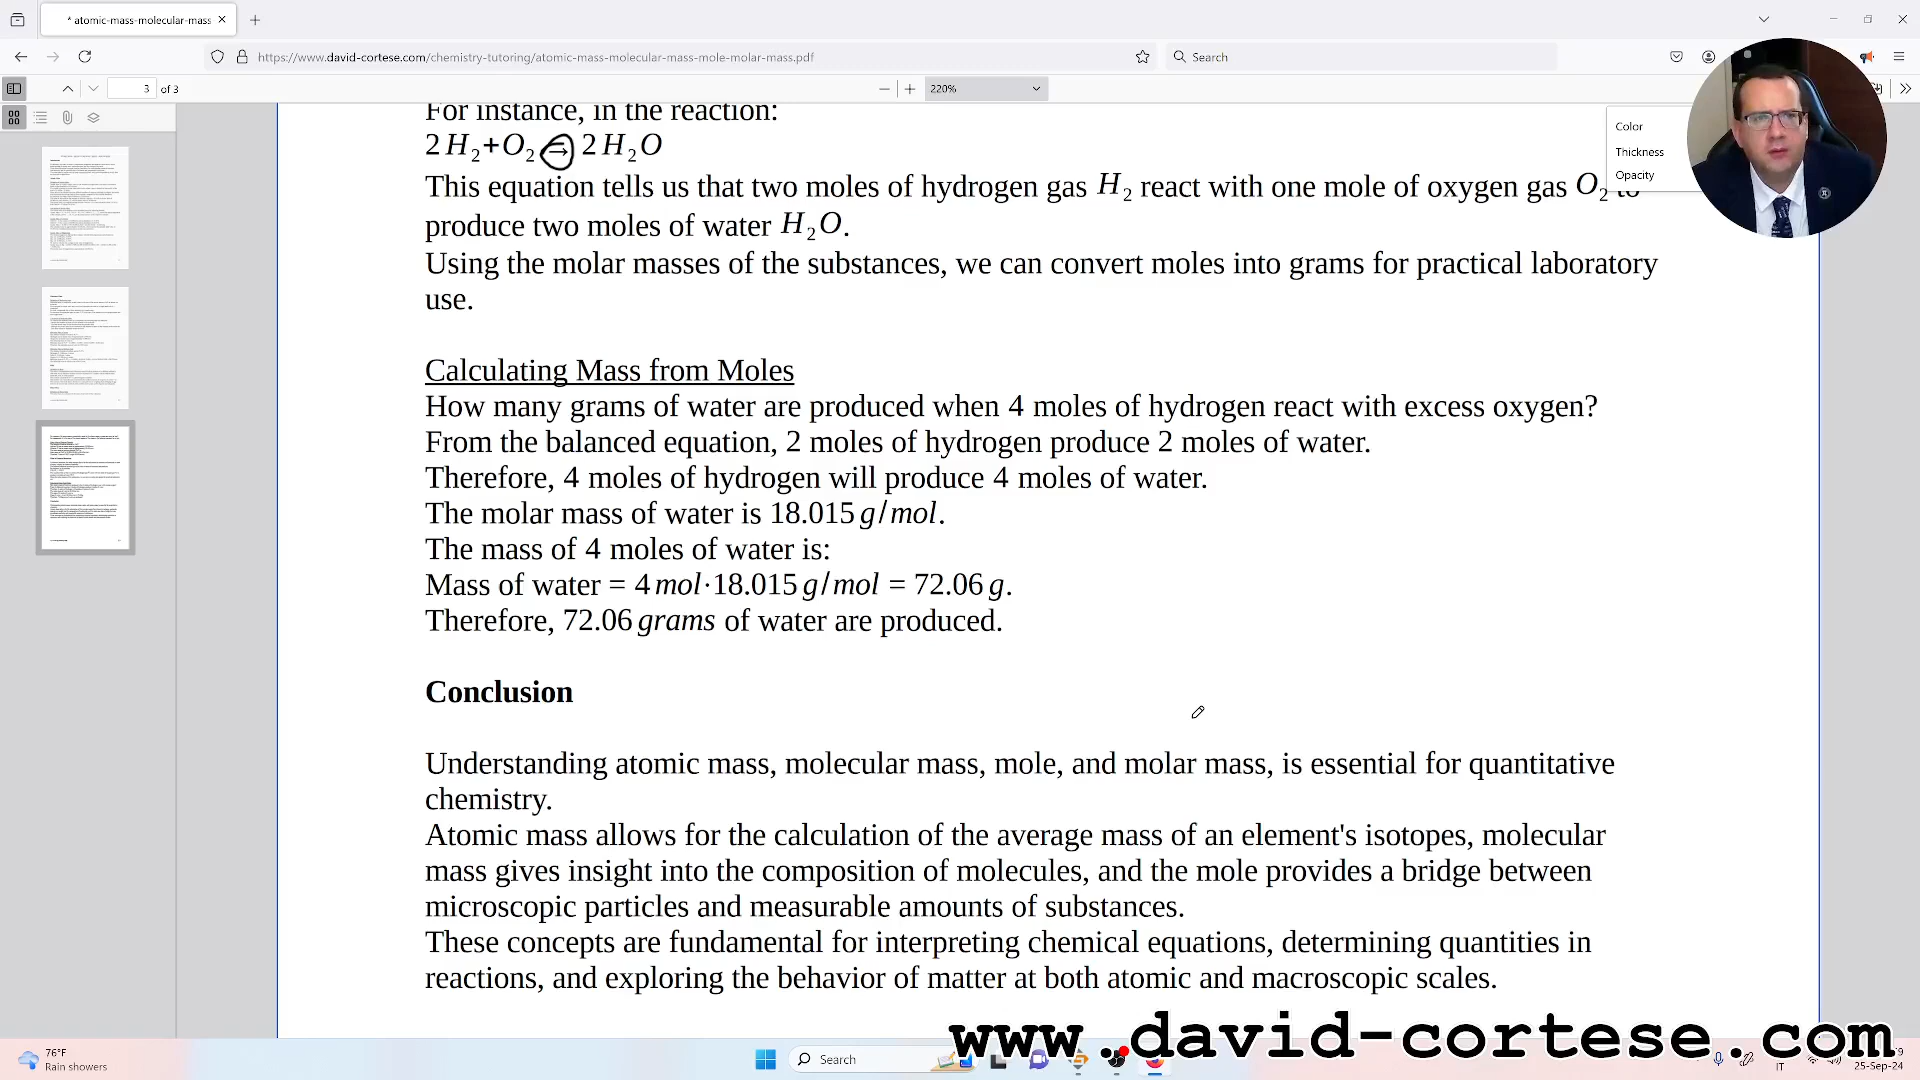 * atomic-mass-molecular-mass
https://www.david-cortese.com/chemistry-tutoring/atomic-mass-molecular-mass-mole-molar-mass.pdf
Search
3 of 3
220%
Color
Thickness
Opacity
For instance, in the reaction:
2 H₂+O₂ → 2 H₂O
This equation tells us that two moles of hydrogen gas H₂ react with one mole of oxygen gas O₂ to
produce two moles of water H₂O.
Using the molar masses of the substances, we can convert moles into grams for practical laboratory
use.
Calculating Mass from Moles
How many grams of water are produced when 4 moles of hydrogen react with excess oxygen?
From the balanced equation, 2 moles of hydrogen produce 2 moles of water.
Therefore, 4 moles of hydrogen will produce 4 moles of water.
The molar mass of water is 18.015 g/mol.
The mass of 4 moles of water is:
Mass of water = 4 mol·18.015 g/mol = 72.06 g.
Therefore, 72.06 grams of water are produced.
Conclusion
Understanding atomic mass, molecular mass, mole, and molar mass, is essential for quantitative
chemistry.
Atomic mass allows for the calculation of the average mass of an element's isotopes, molecular
mass gives insight into the composition of molecules, and the mole provides a bridge between
microscopic particles and measurable amounts of substances.
These concepts are fundamental for interpreting chemical equations, determining quantities in
reactions, and exploring the behavior of matter at both atomic and macroscopic scales.
www.david-cortese.com
76°F
Rain showers
Search
IT
25-Sep-24